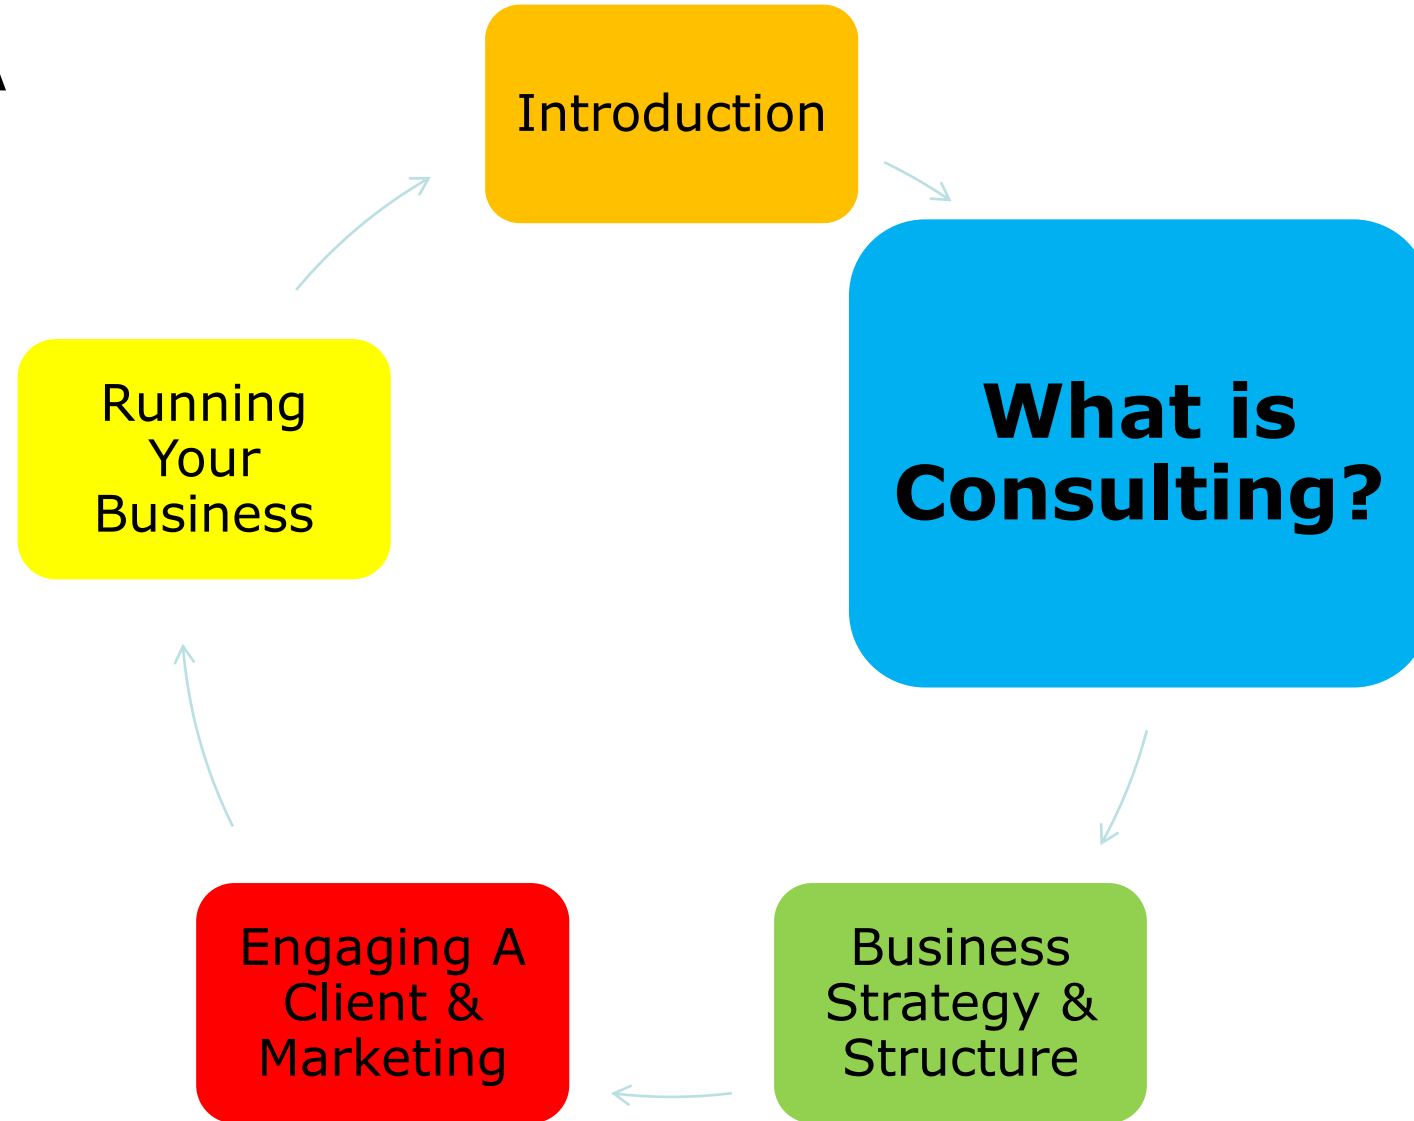 Introduction
What is
Consulting?
Running
Your
Business
Engaging A
Client &
Marketing
Business
Strategy &
Structure